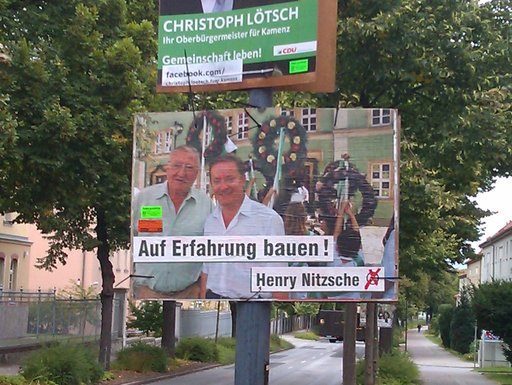 CHRISTOPH LÖTSCH
Ihr Oberbürgermeister für Kamenz
Gemeinschaft leben!
CDU
facebook.com/
Auf Erfahrung bauen!
Henry Nitzsche